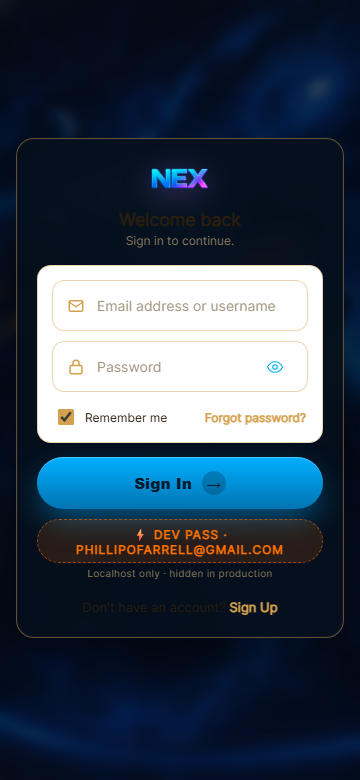 NEX
Welcome back
Sign in to continue.
Email address or username
Password
Remember me
Forgot password?
Sign In →
DEV PASS ·
PHILLIPOFARRELL@GMAIL.COM
Localhost only · hidden in production
Don't have an account? Sign Up